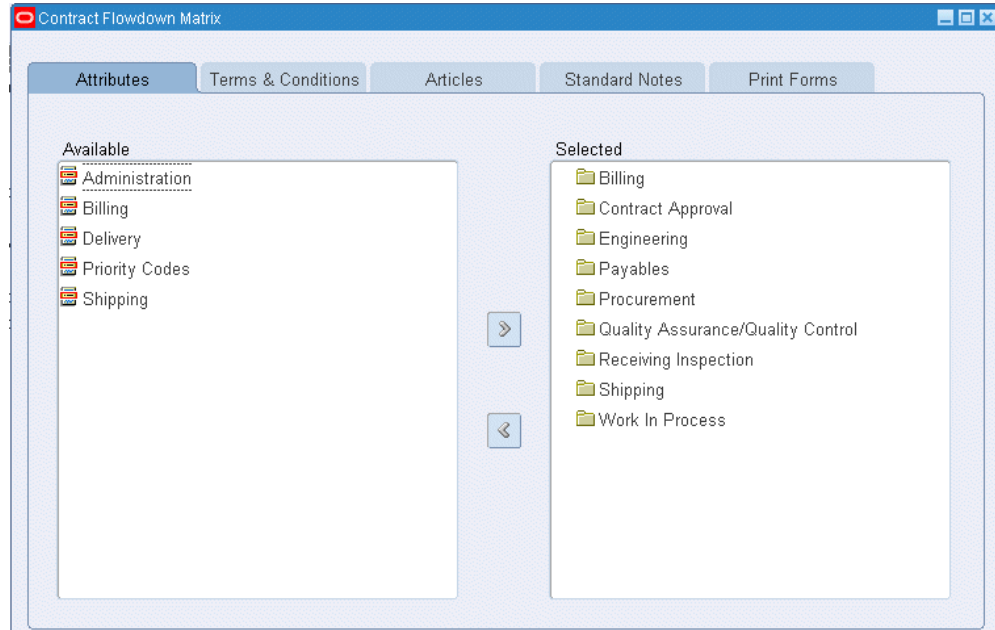 Contract Flowdown Matrix
Attributes
Terms & Conditions
Articles
Standard Notes
Print Forms
Available
Administration
Billing
Delivery
Priority Codes
Shipping
Selected
Billing
Contract Approval
Engineering
Payables
Procurement
Quality Assurance/Quality Control
Receiving Inspection
Shipping
Work In Process